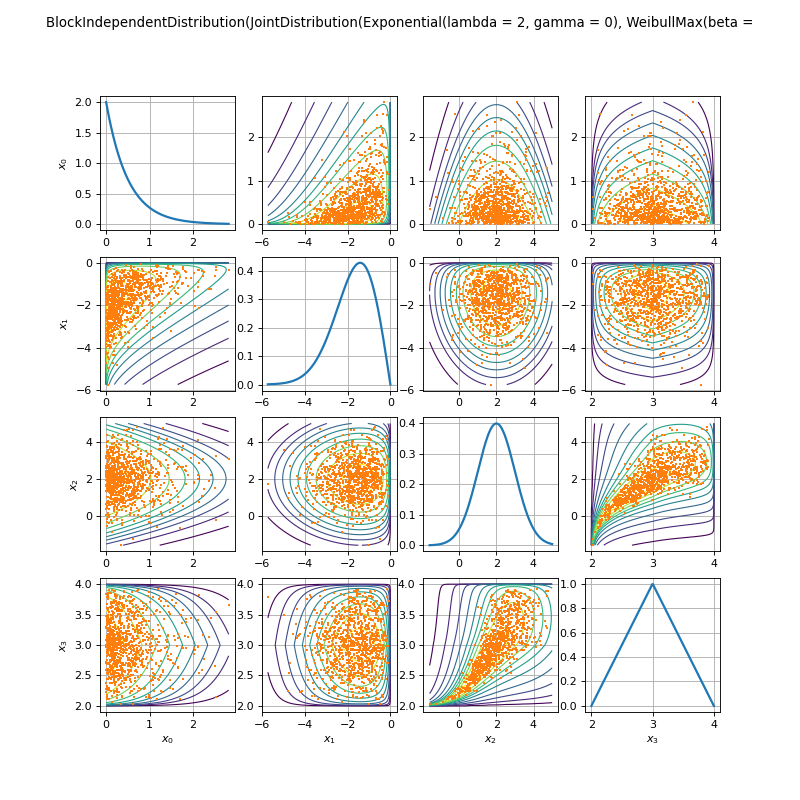 BlockIndependentDistribution(JointDistribution(Exponential(lambda = 2, gamma = 0), WeibullMax(beta =
2.0 1.5 1.0 0.5 0.0
x₀
0 1 2
2 1 0
−6 −4 −2 0
2 1 0
0 2 4
2 1 0
2 3 4
0 −2 −4 −6
x₁
0 1 2
0.4 0.3 0.2 0.1 0.0
−6 −4 −2 0
0 −2 −4 −6
0 2 4
0 −2 −4 −6
2 3 4
4 2 0
x₂
0 1 2
4 2 0
−6 −4 −2 0
0.4 0.3 0.2 0.1 0.0
0 2 4
4 2 0
2 3 4
4.0 3.5 3.0 2.5 2.0
x₃
0 1 2
x₀
4.0 3.5 3.0 2.5 2.0
−6 −4 −2 0
x₁
4.0 3.5 3.0 2.5 2.0
0 2 4
x₂
1.0 0.8 0.6 0.4 0.2 0.0
2 3 4
x₃